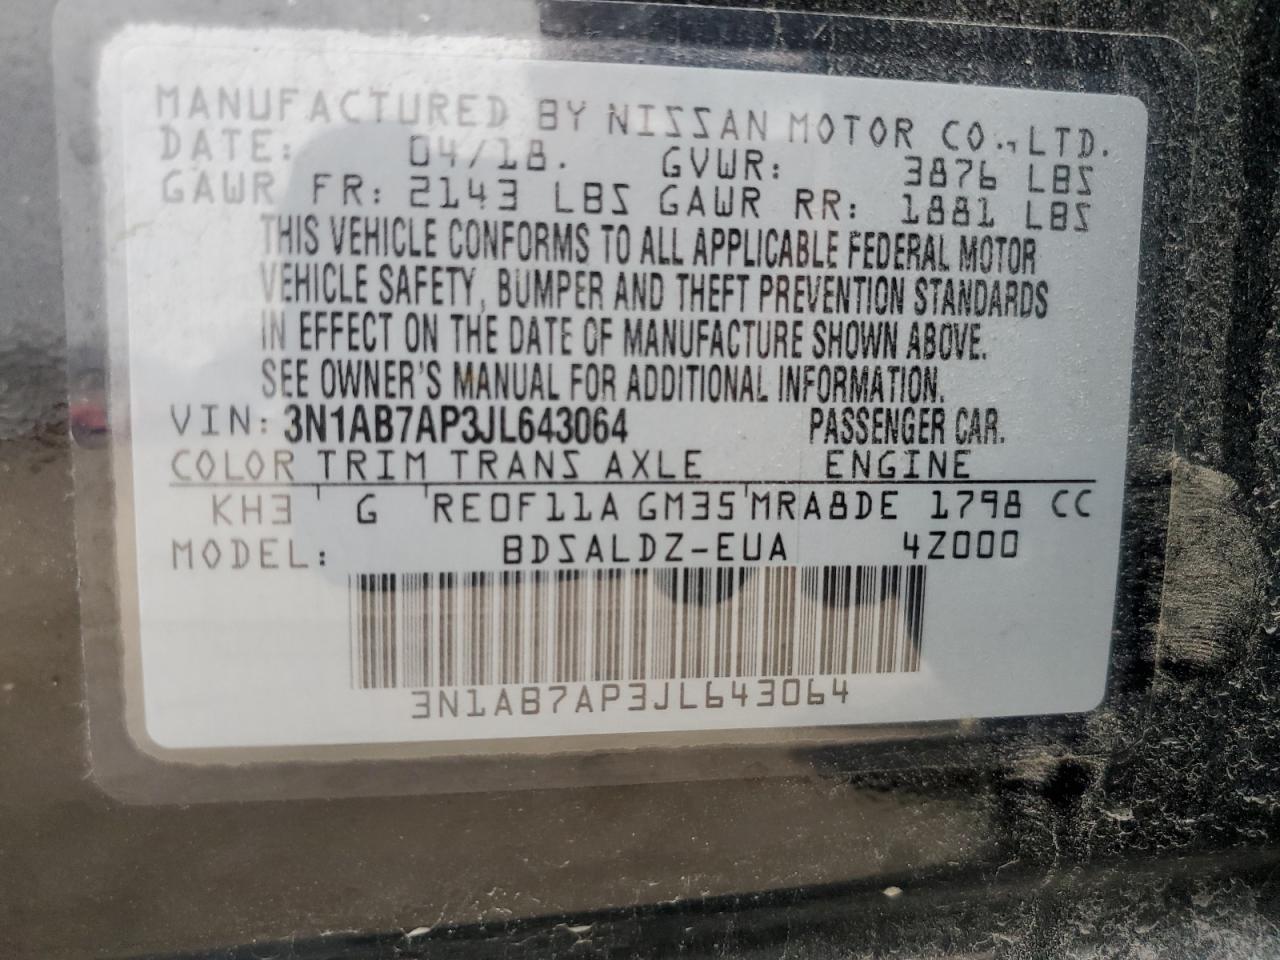 MANUFACTURED BY NISSAN MOTOR CO., LTD.
DATE: 04/18. GVWR: 3876 LBS
GAWR FR: 2143 LBS GAWR RR: 1881 LBS
THIS VEHICLE CONFORMS TO ALL APPLICABLE FEDERAL MOTOR
VEHICLE SAFETY, BUMPER AND THEFT PREVENTION STANDARDS
IN EFFECT ON THE DATE OF MANUFACTURE SHOWN ABOVE.
SEE OWNER'S MANUAL FOR ADDITIONAL INFORMATION.
VIN: 3N1AB7AP3JL643064 PASSENGER CAR.
COLOR TRIM TRANS AXLE ENGINE
KH3 G RE0F11A GM35 MRA8DE 1798 CC
MODEL: BDSALDZ-EUA 4Z000
3N1AB7AP3JL643064